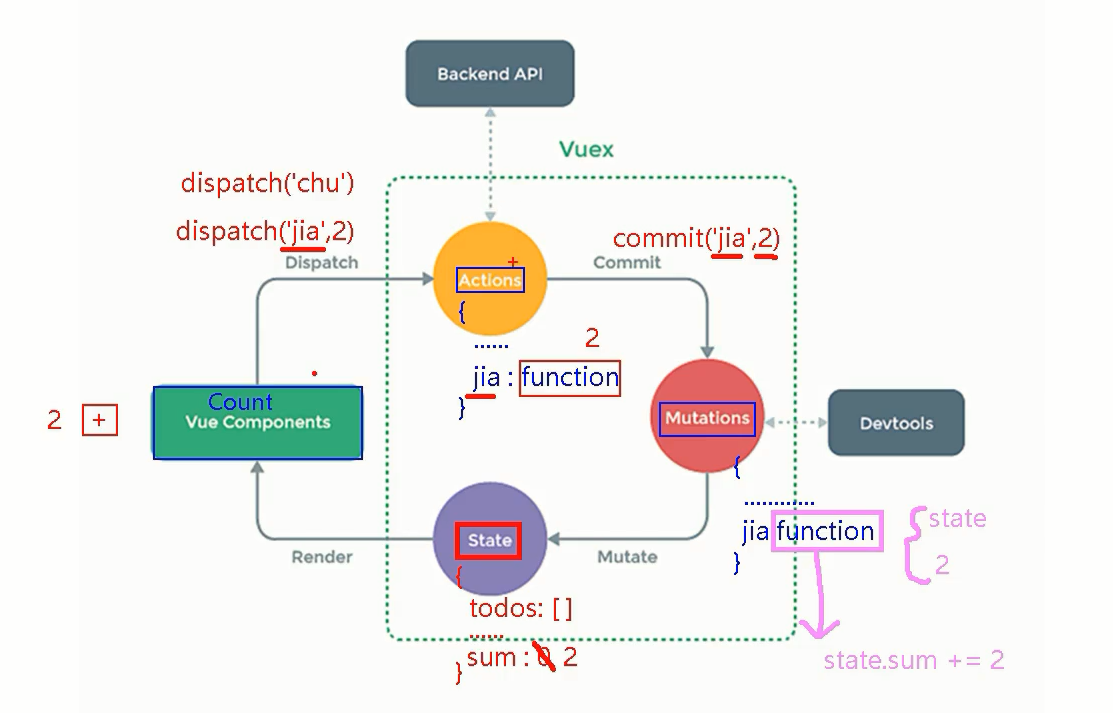 Backend API
Vuex
dispatch('chu')
dispatch('jia',2)
commit('jia',2)
Dispatch
+
Commit
Actions
{
......
2
jia : function
}
Count
Vue Components
2 +
Mutations
Devtools
{
............
jia function
}
state
2
State
Render
Mutate
{
todos: [ ]
......
sum : 0 2
}
state.sum += 2